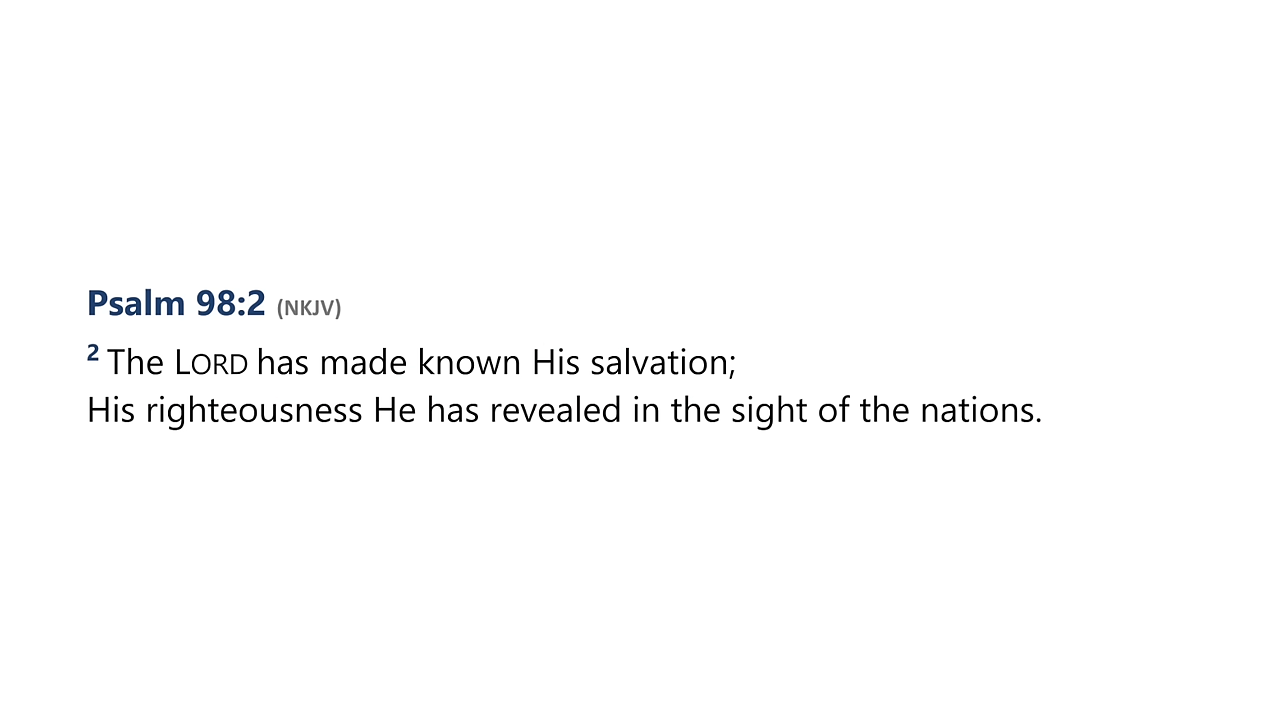 Psalm 98:2 (NKJV)
2 The LORD has made known His salvation;
His righteousness He has revealed in the sight of the nations.